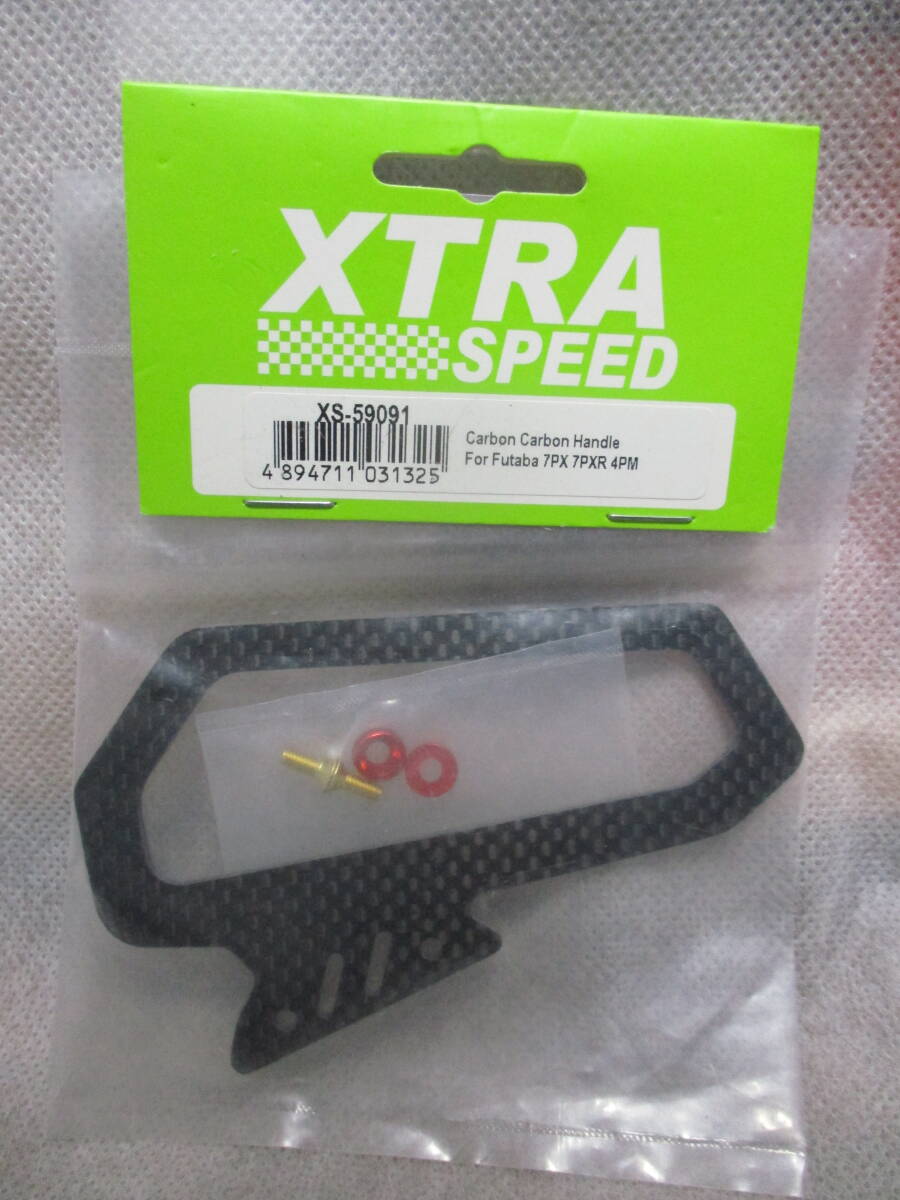 XTRA
SPEED
XS-59091
4 894711 031325
Carbon Carbon Handle
For Futaba 7PX 7PXR 4PM